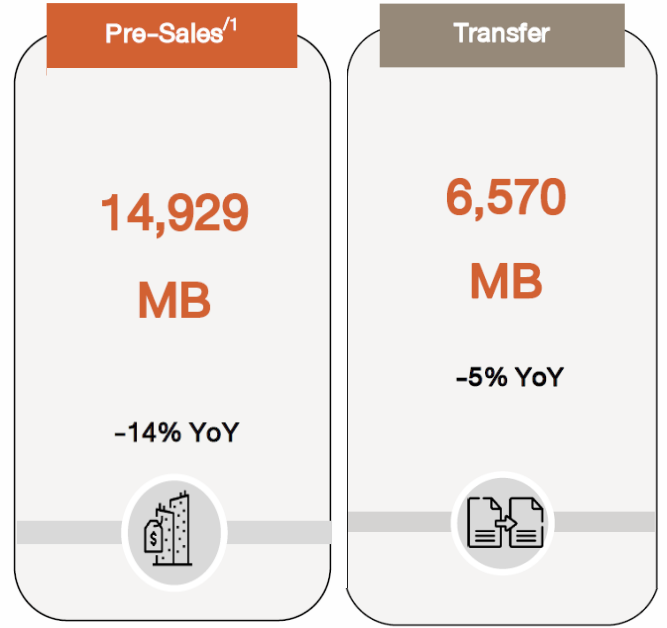 Pre-Sales/1
14,929
MB
-14% YoY
$
Transfer
6,570
MB
-5% YoY